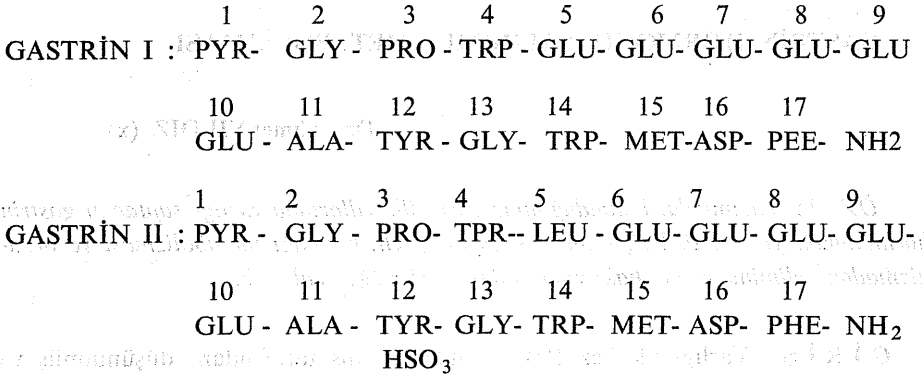 1 2 3 4 5 6 7 8 9
GASTRİN I : PYR- GLY - PRO - TRP - GLU- GLU- GLU- GLU- GLU
10 11 12 13 14 15 16 17
GLU - ALA- TYR - GLY- TRP- MET-ASP- PEE- NH2
1 2 3 4 5 6 7 8 9
GASTRİN II : PYR - GLY - PRO- TPR--LEU - GLU- GLU- GLU- GLU-
10 11 12 13 14 15 16 17
GLU - ALA - TYR- GLY- TRP- MET- ASP- PHE- NH₂
HSO₃